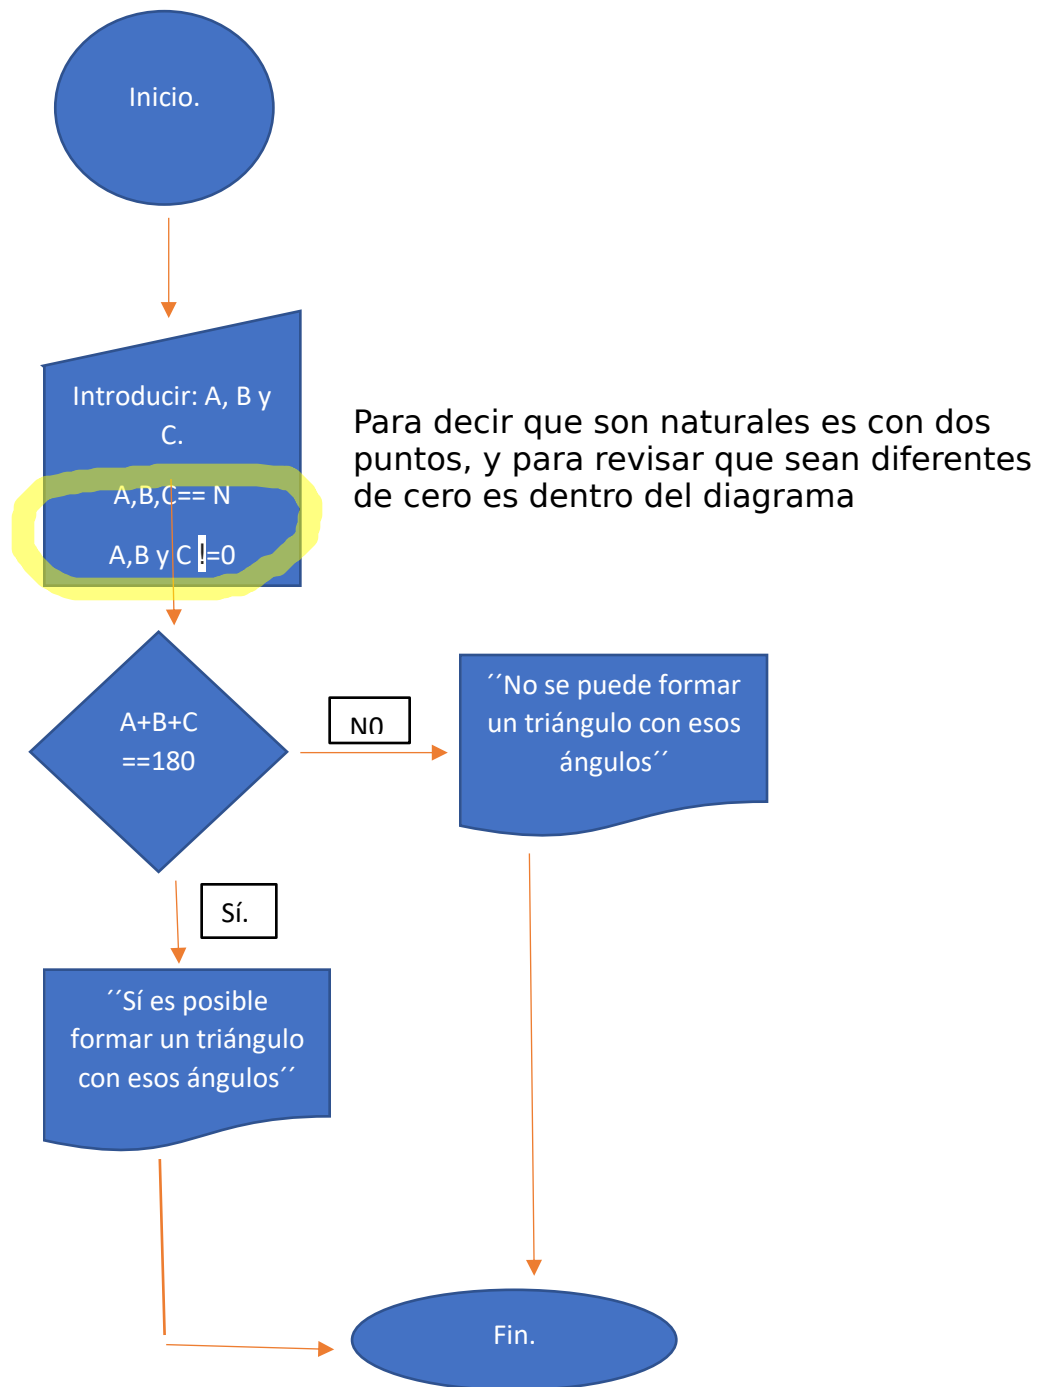 Inicio.
Introducir: A, B y
C.
A,B,C== N
A,B y C !=0
Para decir que son naturales es con dos
puntos, y para revisar que sean diferentes
de cero es dentro del diagrama
A+B+C
==180
N0
´´No se puede formar
un triángulo con esos
ángulos´´
Sí.
´´Sí es posible
formar un triángulo
con esos ángulos´´
Fin.